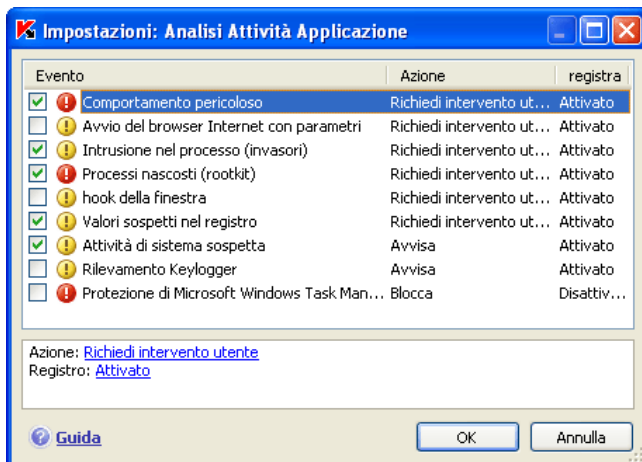 Impostazioni: Analisi Attività Applicazione
Evento Azione registra
Comportamento pericoloso Richiedi intervento ut... Attivato
Avvio del browser Internet con parametri Richiedi intervento ut... Attivato
Intrusione nel processo (invasori) Richiedi intervento ut... Attivato
Processi nascosti (rootkit) Richiedi intervento ut... Attivato
hook della finestra Richiedi intervento ut... Attivato
Valori sospetti nel registro Richiedi intervento ut... Attivato
Attività di sistema sospetta Avvisa Attivato
Rilevamento Keylogger Avvisa Attivato
Protezione di Microsoft Windows Task Man... Blocca Disattiv...
Azione: Richiedi intervento utente
Registro: Attivato
Guida OK Annulla